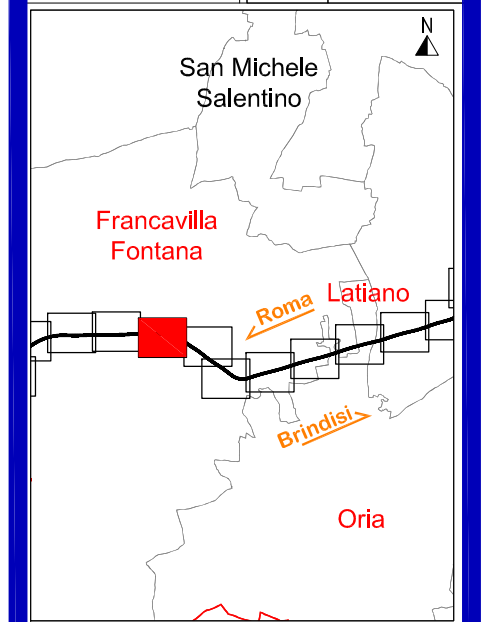 N
San Michele
Salentino
Francavilla
Fontana
Roma
Latiano
Brindisi
Oria